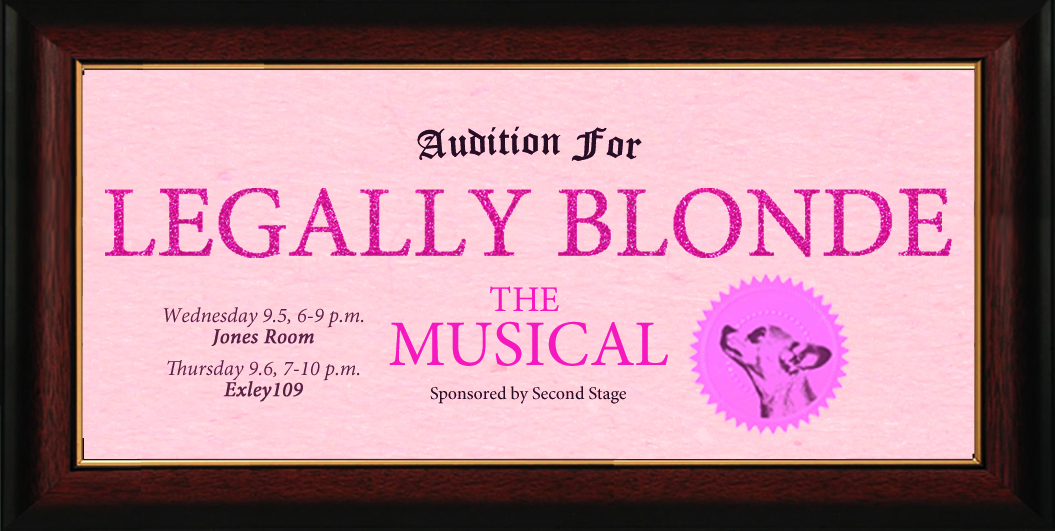 Audition For
LEGALLY BLONDE
THE
MUSICAL
Sponsored by Second Stage
Wednesday 9.5, 6-9 p.m.
Jones Room
Thursday 9.6, 7-10 p.m.
Exley109